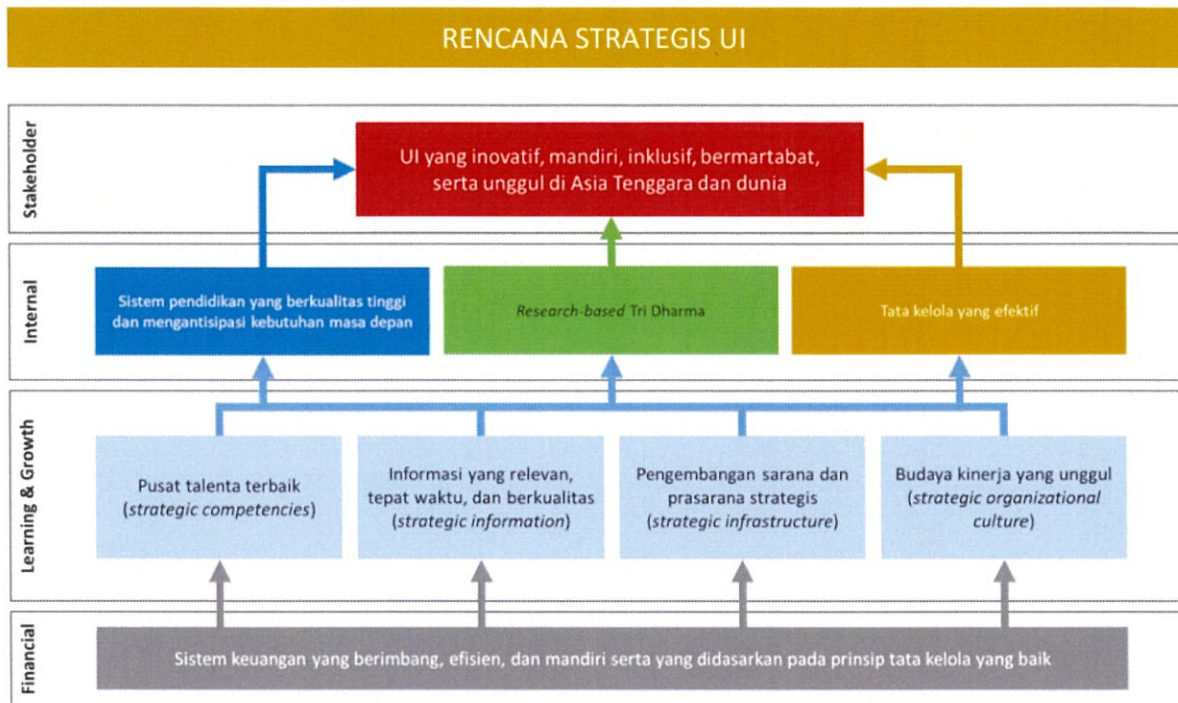 RENCANA STRATEGIS UI
Stakeholder
UI yang inovatif, mandiri, inklusif, bermartabat,
serta unggul di Asia Tenggara dan dunia
Internal
Sistem pendidikan yang berkualitas tinggi
dan mengantisipasi kebutuhan masa depan
Research-based Tri Dharma
Tata kelola yang efektif
Learning & Growth
Pusat talenta terbaik
(strategic competencies)
Informasi yang relevan,
tepat waktu, dan berkualitas
(strategic information)
Pengembangan sarana dan
prasarana strategis
(strategic infrastructure)
Budaya kinerja yang unggul
(strategic organizational
culture)
Financial
Sistem keuangan yang berimbang, efisien, dan mandiri serta yang didasarkan pada prinsip tata kelola yang baik